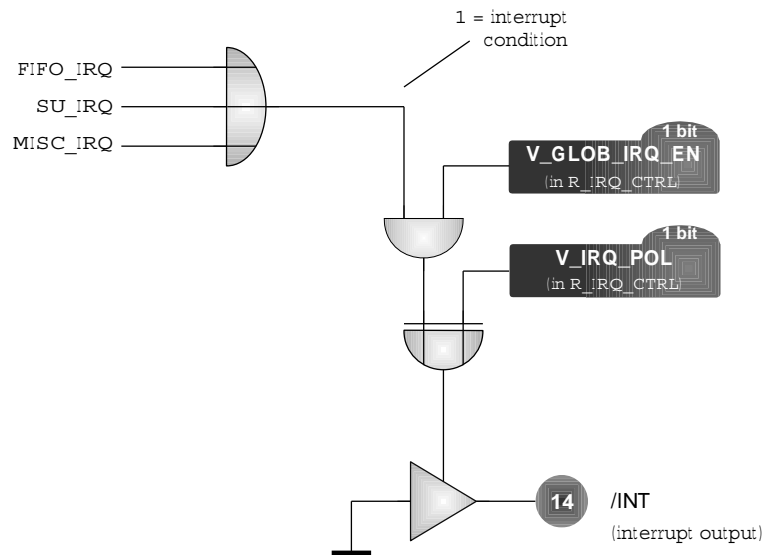 1 = interrupt
condition
FIFO_IRQ
SU_IRQ
MISC_IRQ
1 bit
V_GLOB_IRQ_EN
(in R_IRQ_CTRL)
1 bit
V_IRQ_POL
(in R_IRQ_CTRL)
14
/INT
(interrupt output)